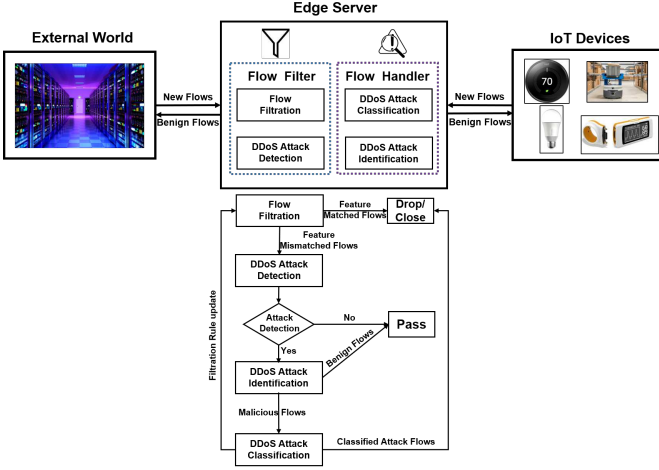 Edge Server
External World
IoT Devices
Flow Filter
Flow Handler
70
New Flows
Benign Flows
Flow
Filtration
DDoS Attack
Detection
DDoS Attack
Classification
DDoS Attack
Identification
New Flows
Benign Flows
Flow
Filtration
Feature
Matched Flows
Drop/
Close
Feature
Mismatched Flows
DDoS Attack
Detection
Attack
Detection
No
Pass
Yes
Benign Flows
DDoS Attack
Identification
Filtration Rule update
Malicious Flows
DDoS Attack
Classification
Classified Attack Flows